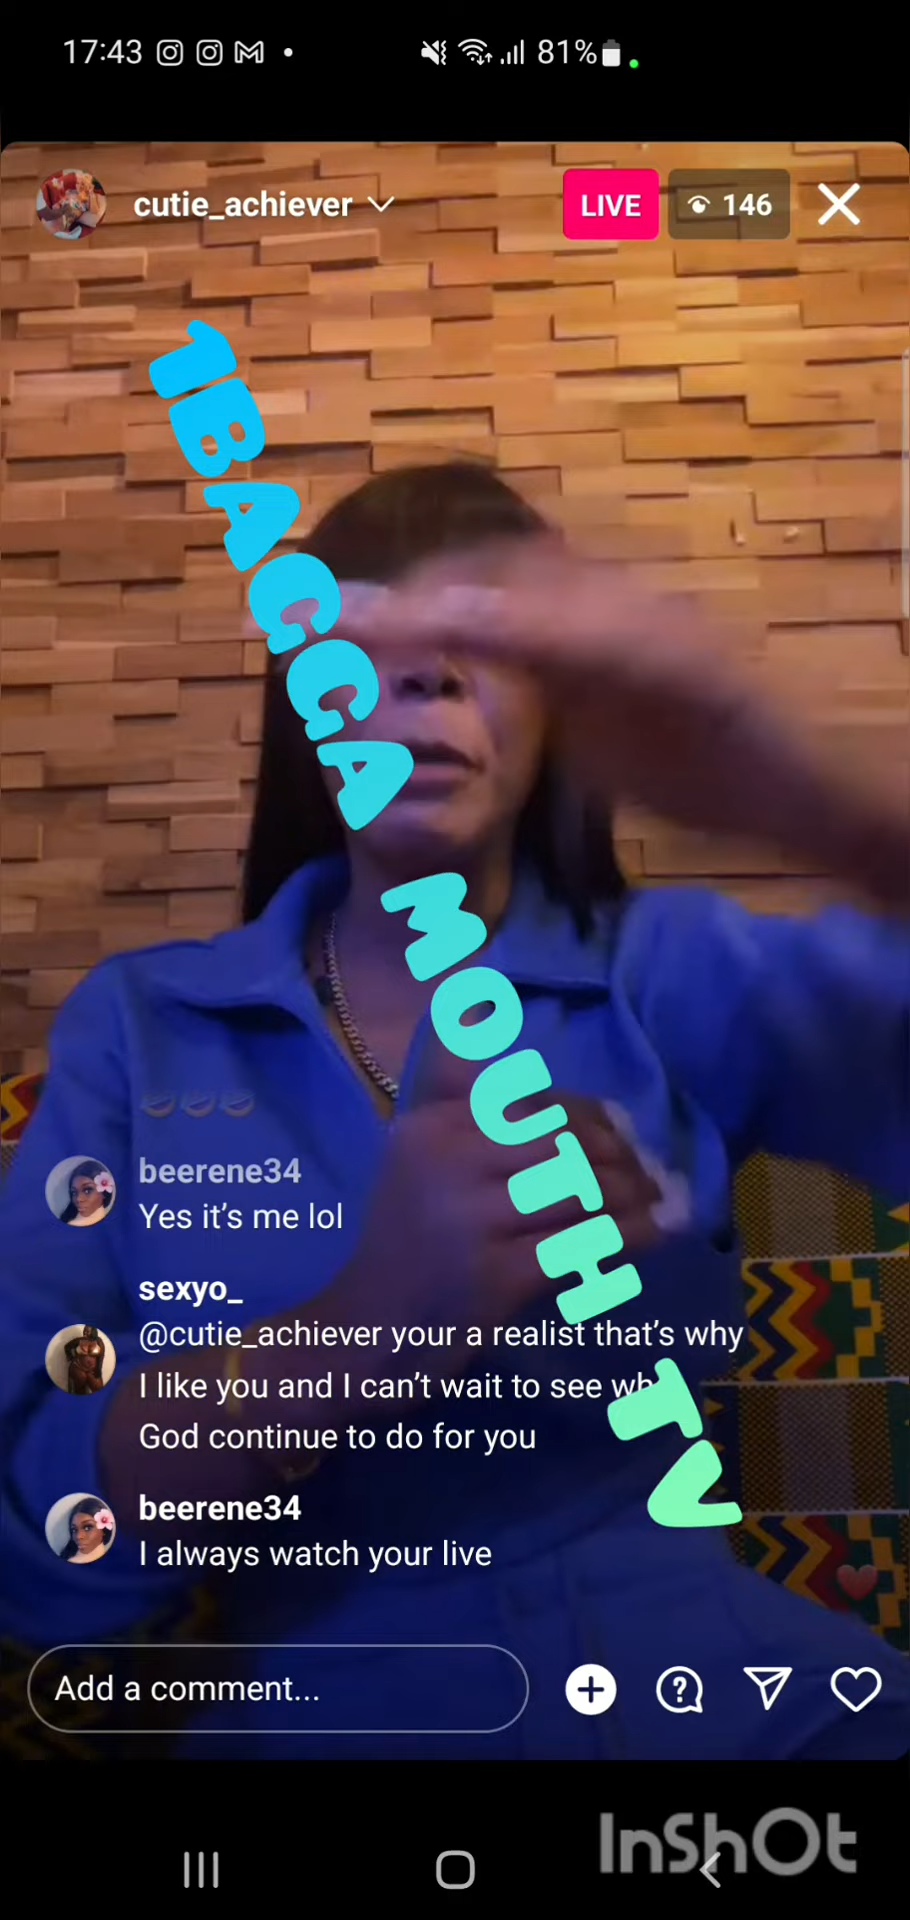 17:43
81%
cutie_achiever
LIVE
146
1BAGGA MOUTH TV
beerene34
Yes it's me lol
sexyo_
@cutie_achiever your a realist that's why
I like you and I can't wait to see
God continue to do for you
beerene34
I always watch your live
Add a comment...
InShOt